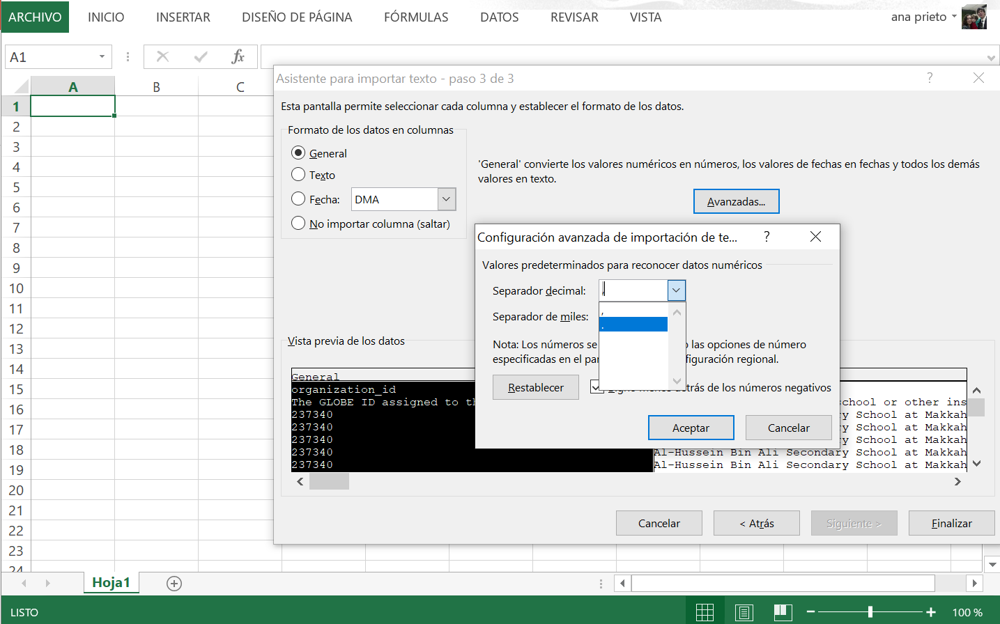 ARCHIVO INICIO INSERTAR DISEÑO DE PÁGINA FÓRMULAS DATOS REVISAR VISTA ana prieto
A1 fx
A B C
Asistente para importar texto - paso 3 de 3 ?
1
2
3
4
5
6
7
8
9
10
11
12
13
14
15
16
17
18
19
20
21
22
23
24
Esta pantalla permite seleccionar cada columna y establecer el formato de los datos.
Formato de los datos en columnas
General
Texto
Fecha: DMA
No importar columna (saltar)
'General' convierte los valores numéricos en números, los valores de fechas en fechas y todos los demás
valores en texto.
Avanzadas...
Configuración avanzada de importación de te... ?
Valores predeterminados para reconocer datos numéricos
Separador decimal: ,
,
.
Separador de miles:
Nota: Los números se las opciones de número
especificadas en el configuración regional.
Restablecer
detrás de los números negativos
Aceptar Cancelar
Vista previa de los datos
General
organization_id
The GLOBE ID assigned to th school or other ins
237340 ry School at Makkah
237340 ry School at Makkah
237340 ry School at Makkah
237340 Al-Hussein Bin Ali Secondary School at Makkah
237340 Al-Hussein Bin Ali Secondary School at Makkah
Cancelar < Atrás Siguiente > Finalizar
Hoja1
LISTO 100 %